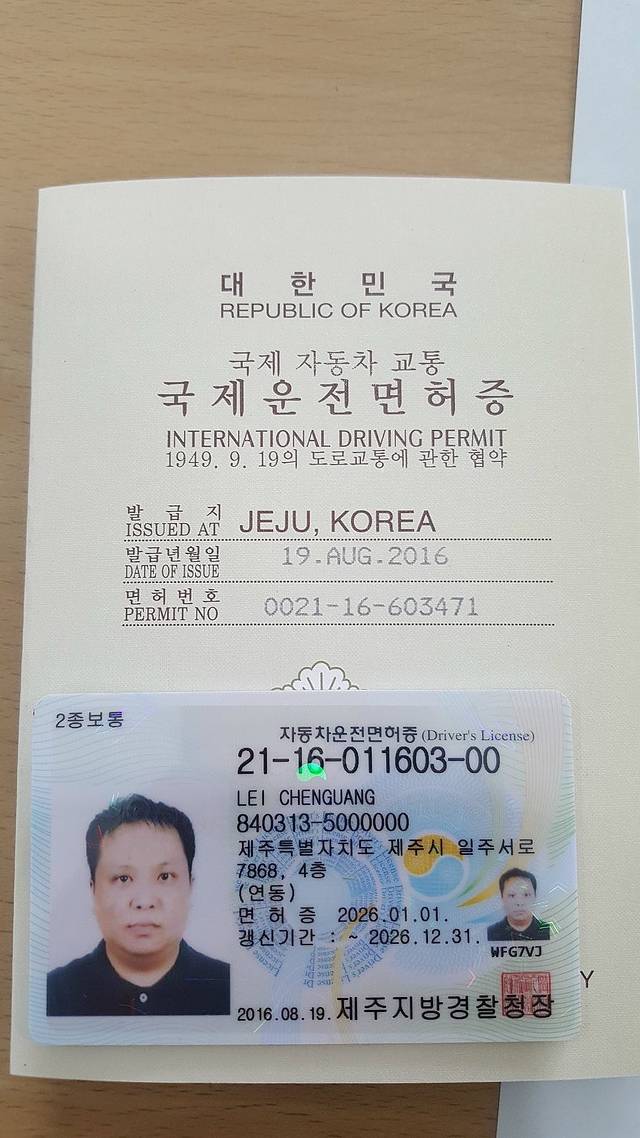 대 한 민 국
REPUBLIC OF KOREA
국제 자동차 교통
국제운전면허증
INTERNATIONAL DRIVING PERMIT
1949. 9. 19의 도로교통에 관한 협약
발 급 지
ISSUED AT JEJU, KOREA
발급년월일
DATE OF ISSUE 19.AUG.2016
면허번호
PERMIT NO 0021-16-603471
2종보통
자동차운전면허증 (Driver's License)
21-16-011603-00
LEI CHENGUANG
840313-5000000
제주특별자치도 제주시 일주서로
7868, 4층
(연동)
면 허 증 2026.01.01.
갱신기간 : ~ 2026.12.31.
WFG7VJ
Y
2016.08.19. 제주지방경찰청장